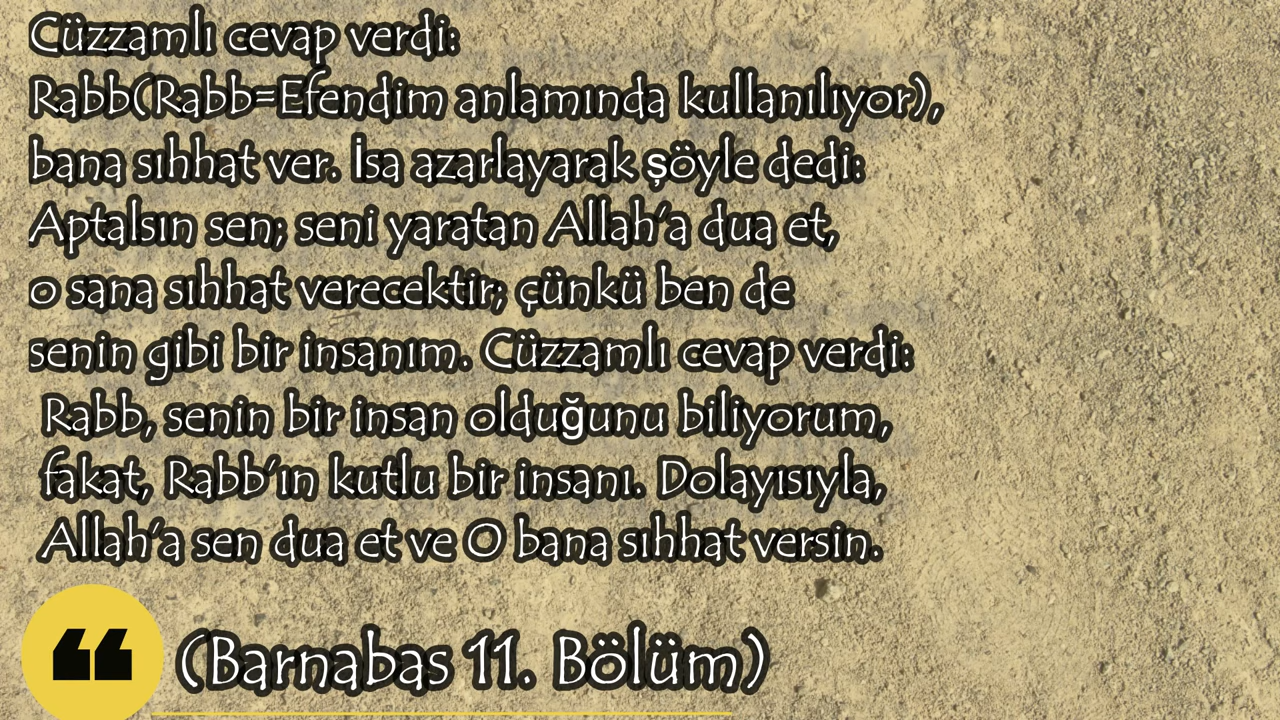 Cüzzamlı cevap verdi:
Rabb(Rabb=Efendim anlamında kullanılıyor),
bana sıhhat ver. İsa azarlayarak şöyle dedi:
Aptalsın sen; seni yaratan Allah'a dua et,
o sana sıhhat verecektir; çünkü ben de
senin gibi bir insanım. Cüzzamlı cevap verdi:
Rabb, senin bir insan olduğunu biliyorum,
fakat, Rabb'ın kutlu bir insanı. Dolayısıyla,
Allah'a sen dua et ve O bana sıhhat versin.
❝ (Barnabas 11. Bölüm)